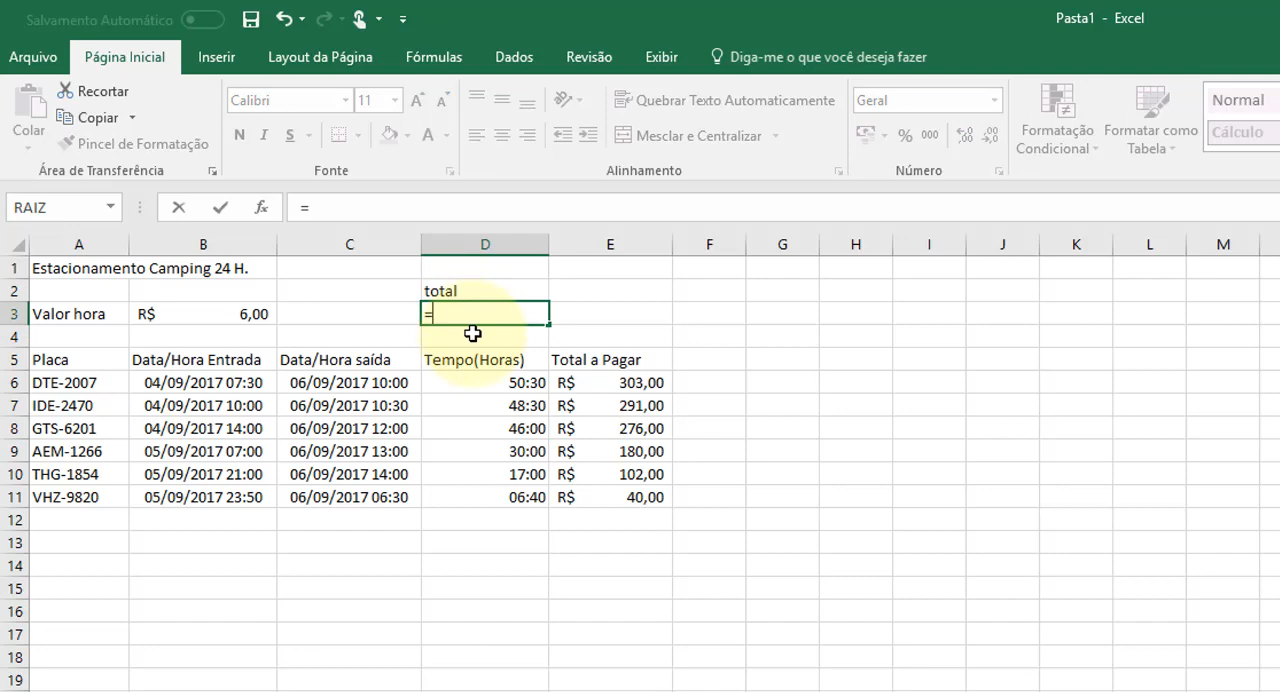 Salvamento Automático
Pasta1 - Excel
Arquivo Página Inicial Inserir Layout da Página Fórmulas Dados Revisão Exibir Diga-me o que você deseja fazer
Colar
Recortar
Copiar
Pincel de Formatação
Área de Transferência
Calibri 11 A A
N I S A
Fonte
Quebrar Texto Automaticamente
Mesclar e Centralizar
Alinhamento
Geral
% 000
Número
Formatação Condicional
Formatar como Tabela
Normal
Cálculo
RAIZ fx =
A B C D E F G H I J K L M
1 Estacionamento Camping 24 H.
2 total
3 Valor hora R$ 6,00 =
4
5 Placa Data/Hora Entrada Data/Hora saída Tempo(Horas) Total a Pagar
6 DTE-2007 04/09/2017 07:30 06/09/2017 10:00 50:30 R$ 303,00
7 IDE-2470 04/09/2017 10:00 06/09/2017 10:30 48:30 R$ 291,00
8 GTS-6201 04/09/2017 14:00 06/09/2017 12:00 46:00 R$ 276,00
9 AEM-1266 05/09/2017 07:00 06/09/2017 13:00 30:00 R$ 180,00
10 THG-1854 05/09/2017 21:00 06/09/2017 14:00 17:00 R$ 102,00
11 VHZ-9820 05/09/2017 23:50 06/09/2017 06:30 06:40 R$ 40,00
12
13
14
15
16
17
18
19